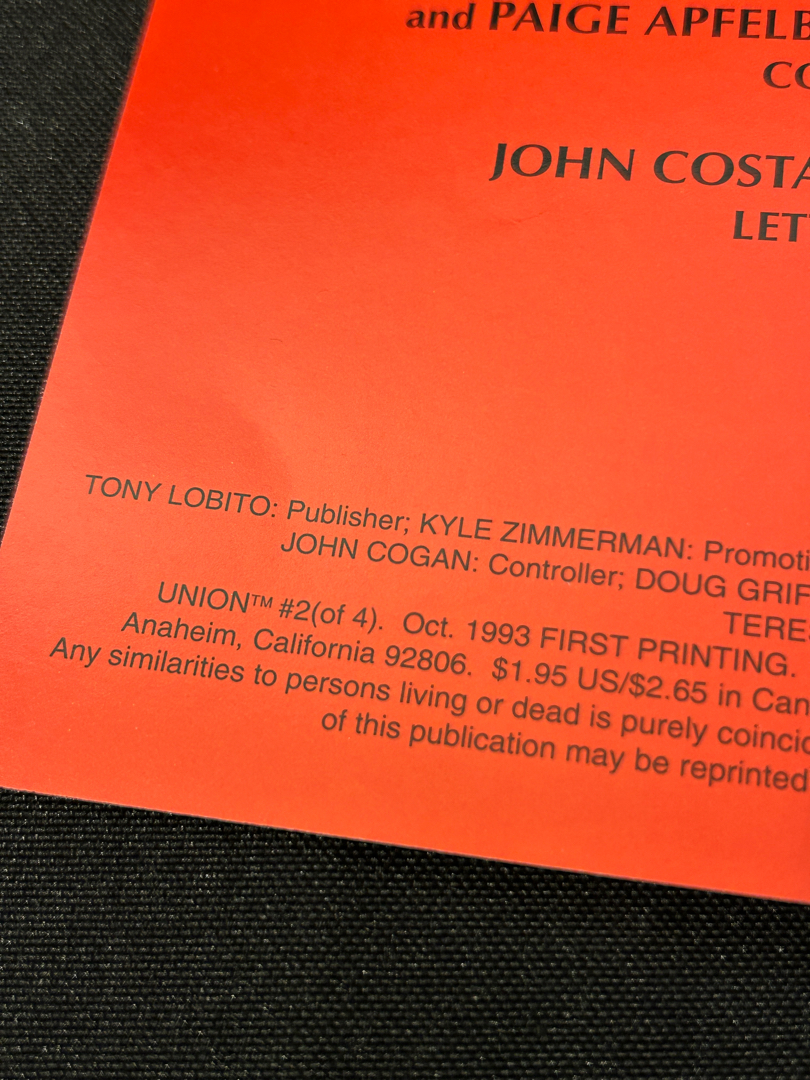 and PAIGE APFELB
CO
JOHN COSTA
LET
TONY LOBITO: Publisher; KYLE ZIMMERMAN: Promoti
JOHN COGAN: Controller; DOUG GRIF
TERES
UNION™ #2(of 4). Oct. 1993 FIRST PRINTING.
Anaheim, California 92806. $1.95 US/$2.65 in Can
Any similarities to persons living or dead is purely coincid
of this publication may be reprinted